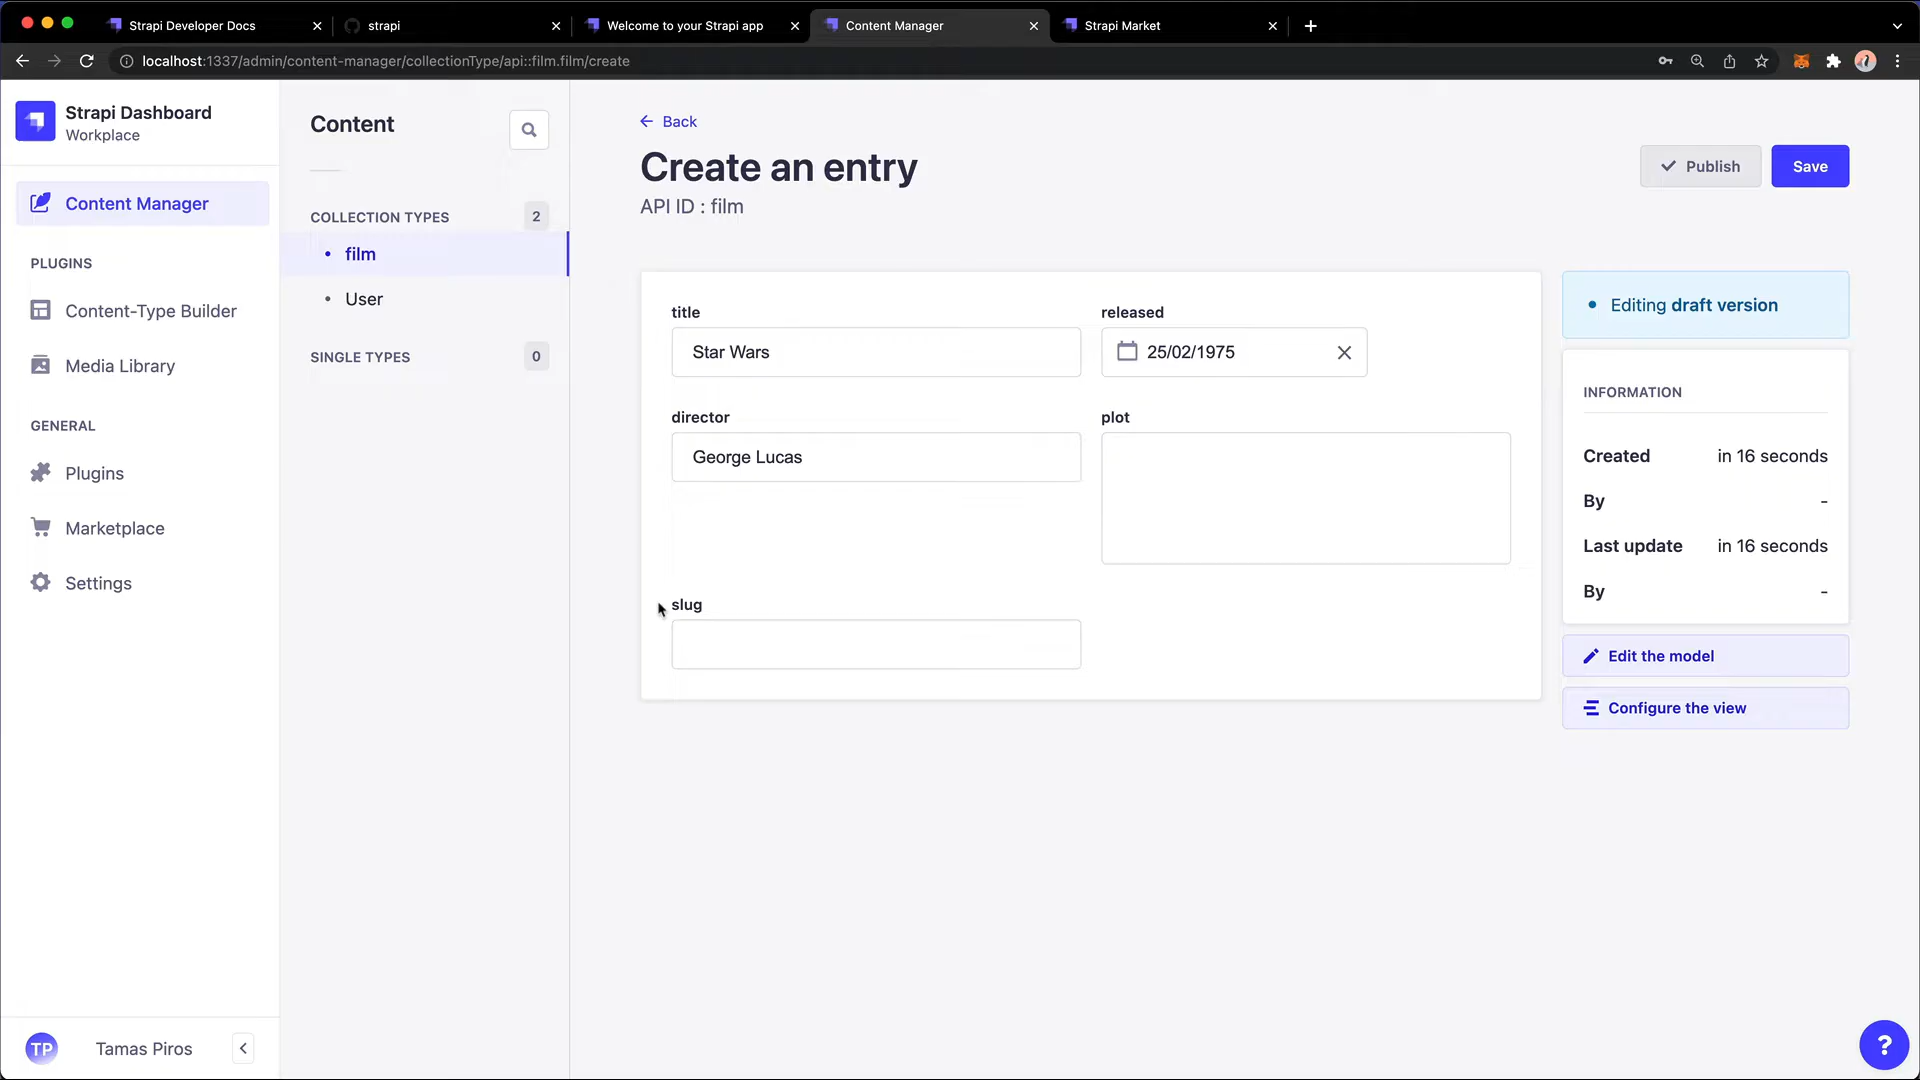 Strapi Developer Docs
strapi
Welcome to your Strapi app
Content Manager
Strapi Market
localhost:1337/admin/content-manager/collectionType/api::film.film/create
Strapi Dashboard
Workplace
Content Manager
PLUGINS
Content-Type Builder
Media Library
GENERAL
Plugins
Marketplace
Settings
TP
Tamas Piros
Content
COLLECTION TYPES 2
film
User
SINGLE TYPES 0
Back
Create an entry
API ID : film
Publish
Save
title
Star Wars
released
25/02/1975
director
George Lucas
plot
slug
Editing draft version
INFORMATION
Created in 16 seconds
By -
Last update in 16 seconds
By -
Edit the model
Configure the view
?